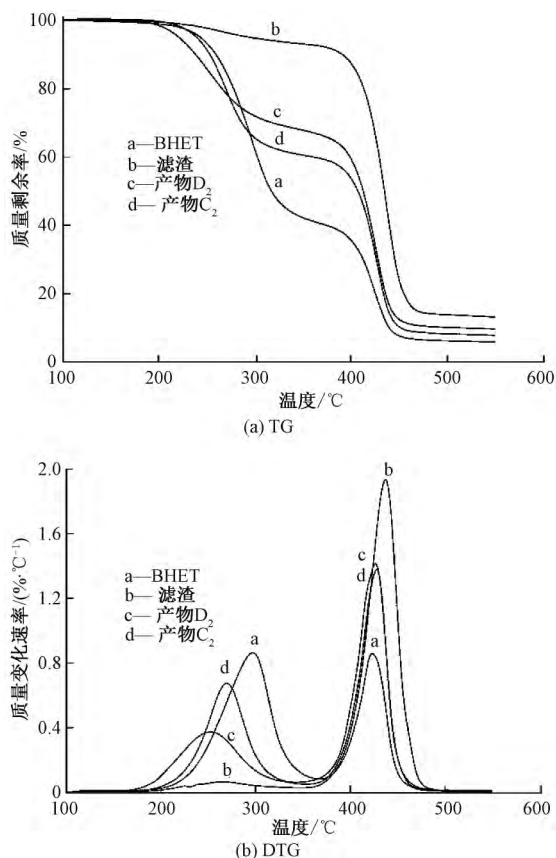 100
80
60
40
20
0
质量剩余率/%
b
c
d
a
a—BHET
b—滤渣
c—产物D₂
d—产物C₂
100 200 300 400 500 600
温度/℃
(a) TG
2.0
1.6
1.2
0.8
0.4
0
质量变化速率/(%·℃⁻¹)
b
c
d
a
a
d
c
b
a—BHET
b—滤渣
c—产物D₂
d—产物C₂
100 200 300 400 500 600
温度/℃
(b) DTG